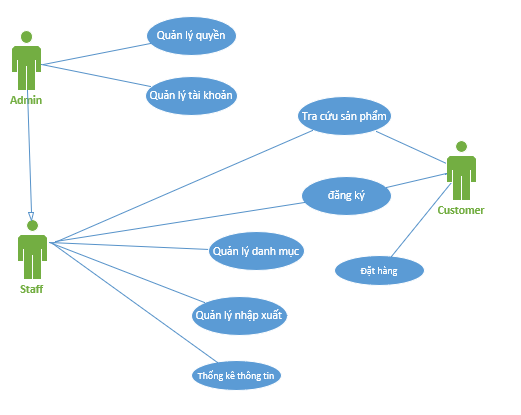 Quản lý quyền
Admin
Quản lý tài khoản
Tra cứu sản phẩm
đăng ký
Customer
Quản lý danh mục
Đặt hàng
Staff
Quản lý nhập xuất
Thống kê thông tin